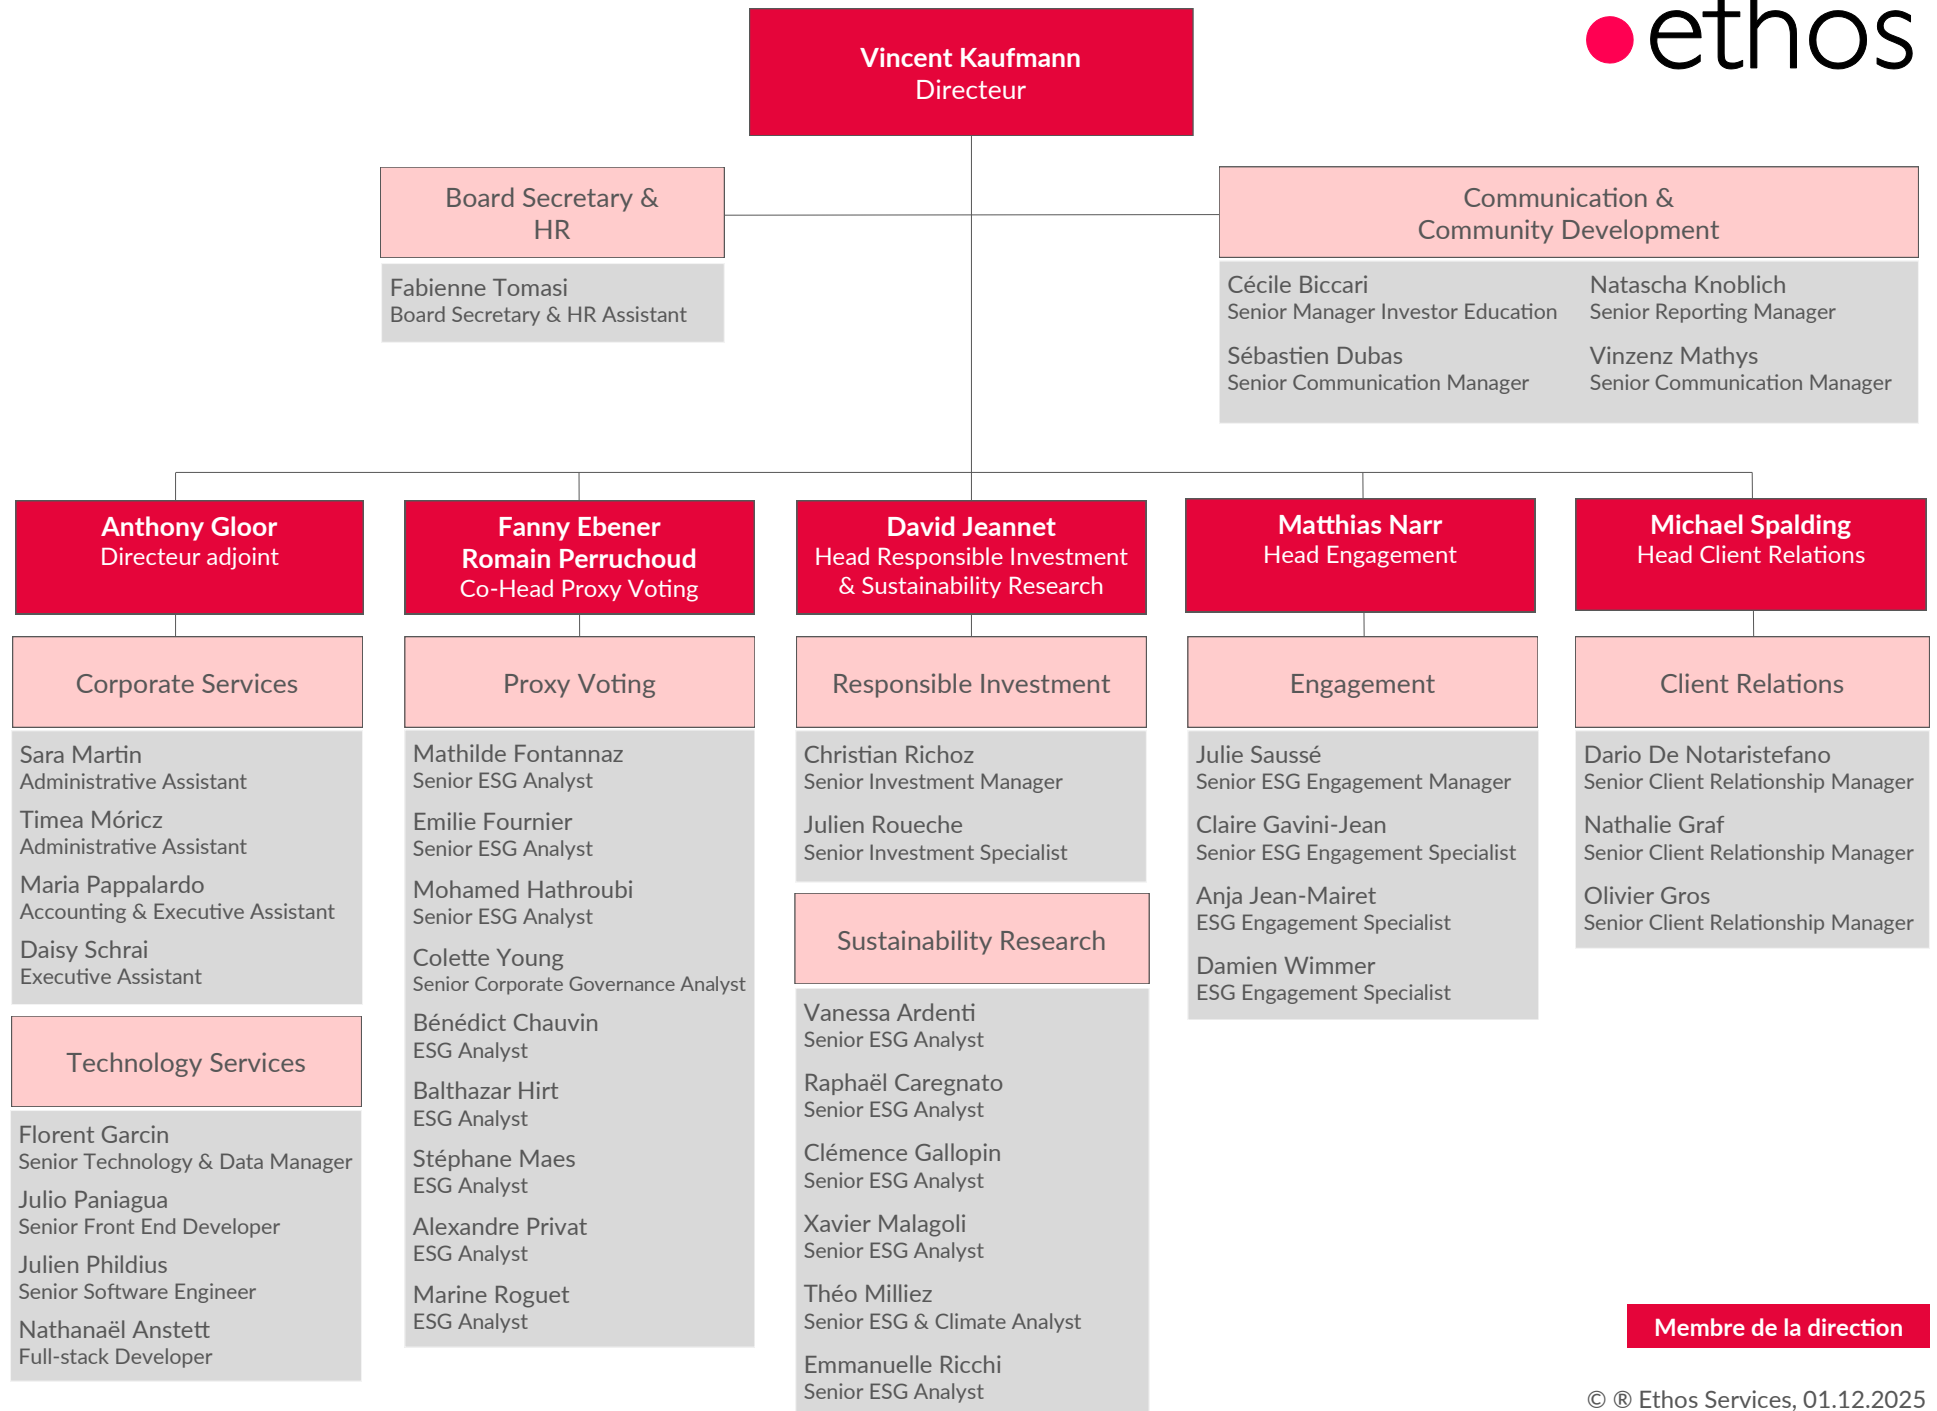 ethos
Vincent Kaufmann
Directeur
Board Secretary &
HR
Fabienne Tomasi
Board Secretary & HR Assistant
Communication &
Community Development
Cécile Biccari
Senior Manager Investor Education
Sébastien Dubas
Senior Communication Manager
Natascha Knoblich
Senior Reporting Manager
Vinzenz Mathys
Senior Communication Manager
Anthony Gloor
Directeur adjoint
Corporate Services
Sara Martin
Administrative Assistant
Timea Móricz
Administrative Assistant
Maria Pappalardo
Accounting & Executive Assistant
Daisy Schrai
Executive Assistant
Technology Services
Florent Garcin
Senior Technology & Data Manager
Julio Paniagua
Senior Front End Developer
Julien Phildius
Senior Software Engineer
Nathanaël Anstett
Full-stack Developer
Fanny Ebener
Romain Perruchoud
Co-Head Proxy Voting
Proxy Voting
Mathilde Fontannaz
Senior ESG Analyst
Emilie Fournier
Senior ESG Analyst
Mohamed Hathroubi
Senior ESG Analyst
Colette Young
Senior Corporate Governance Analyst
Bénédict Chauvin
ESG Analyst
Balthazar Hirt
ESG Analyst
Stéphane Maes
ESG Analyst
Alexandre Privat
ESG Analyst
Marine Roguet
ESG Analyst
David Jeannet
Head Responsible Investment
& Sustainability Research
Responsible Investment
Christian Richoz
Senior Investment Manager
Julien Roueche
Senior Investment Specialist
Sustainability Research
Vanessa Ardenti
Senior ESG Analyst
Raphaël Caregnato
Senior ESG Analyst
Clémence Gallopin
Senior ESG Analyst
Xavier Malagoli
Senior ESG Analyst
Théo Milliez
Senior ESG & Climate Analyst
Emmanuelle Ricchi
Senior ESG Analyst
Matthias Narr
Head Engagement
Engagement
Julie Saussé
Senior ESG Engagement Manager
Claire Gavini-Jean
Senior ESG Engagement Specialist
Anja Jean-Mairet
ESG Engagement Specialist
Damien Wimmer
ESG Engagement Specialist
Michael Spalding
Head Client Relations
Client Relations
Dario De Notaristefano
Senior Client Relationship Manager
Nathalie Graf
Senior Client Relationship Manager
Olivier Gros
Senior Client Relationship Manager
Membre de la direction
© ® Ethos Services, 01.12.2025